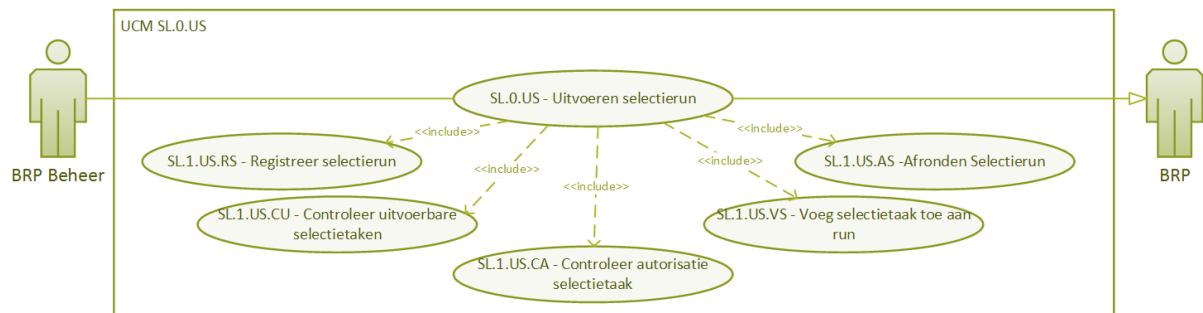 UCM SL.0.US
SL.0.US - Uitvoeren selectierun
<<include>>
<<include>>
SL.1.US.RS - Registreer selectierun
SL.1.US.AS -Afronden Selectierun
<<include>>
<<include>>
BRP Beheer
BRP
<<include>>
SL.1.US.CU - Controleer uitvoerbare
selectietaken
SL.1.US.VS - Voeg selectietaak toe aan
run
SL.1.US.CA - Controleer autorisatie
selectietaak